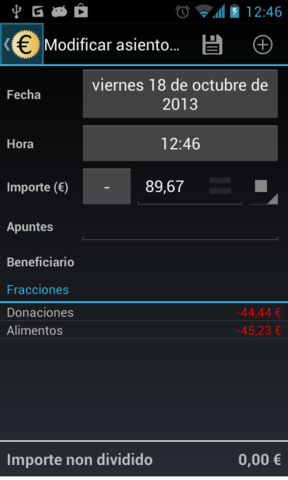 12:46
Modificar asiento...
Fecha
viernes 18 de octubre de
2013
Hora
12:46
Importe (€)
-
89,67
Apuntes
Beneficiario
Fracciones
Donaciones
-44,44 €
Alimentos
-45,23 €
Importe non dividido
0,00 €